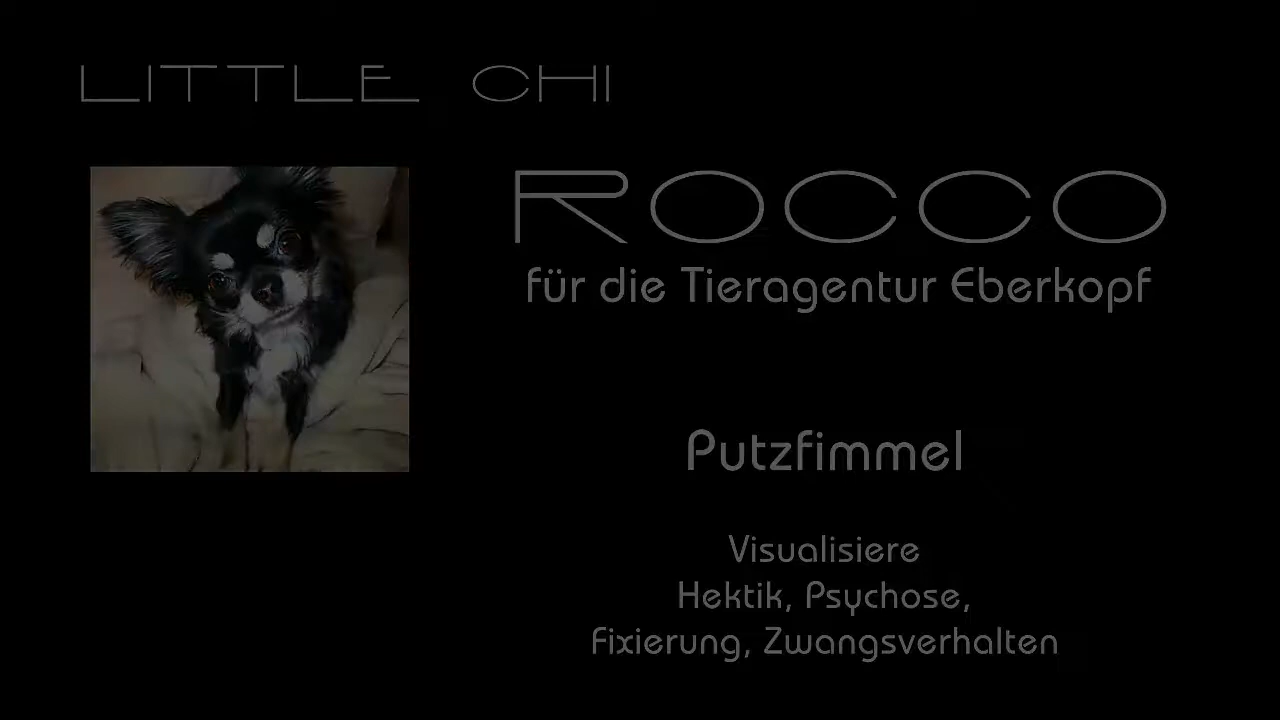 LITTLE CHI
ROCCO
für die Tieragentur Eberkopf
Putzfimmel
Visualisiere
Hektik, Psychose,
Fixierung, Zwangsverhalten